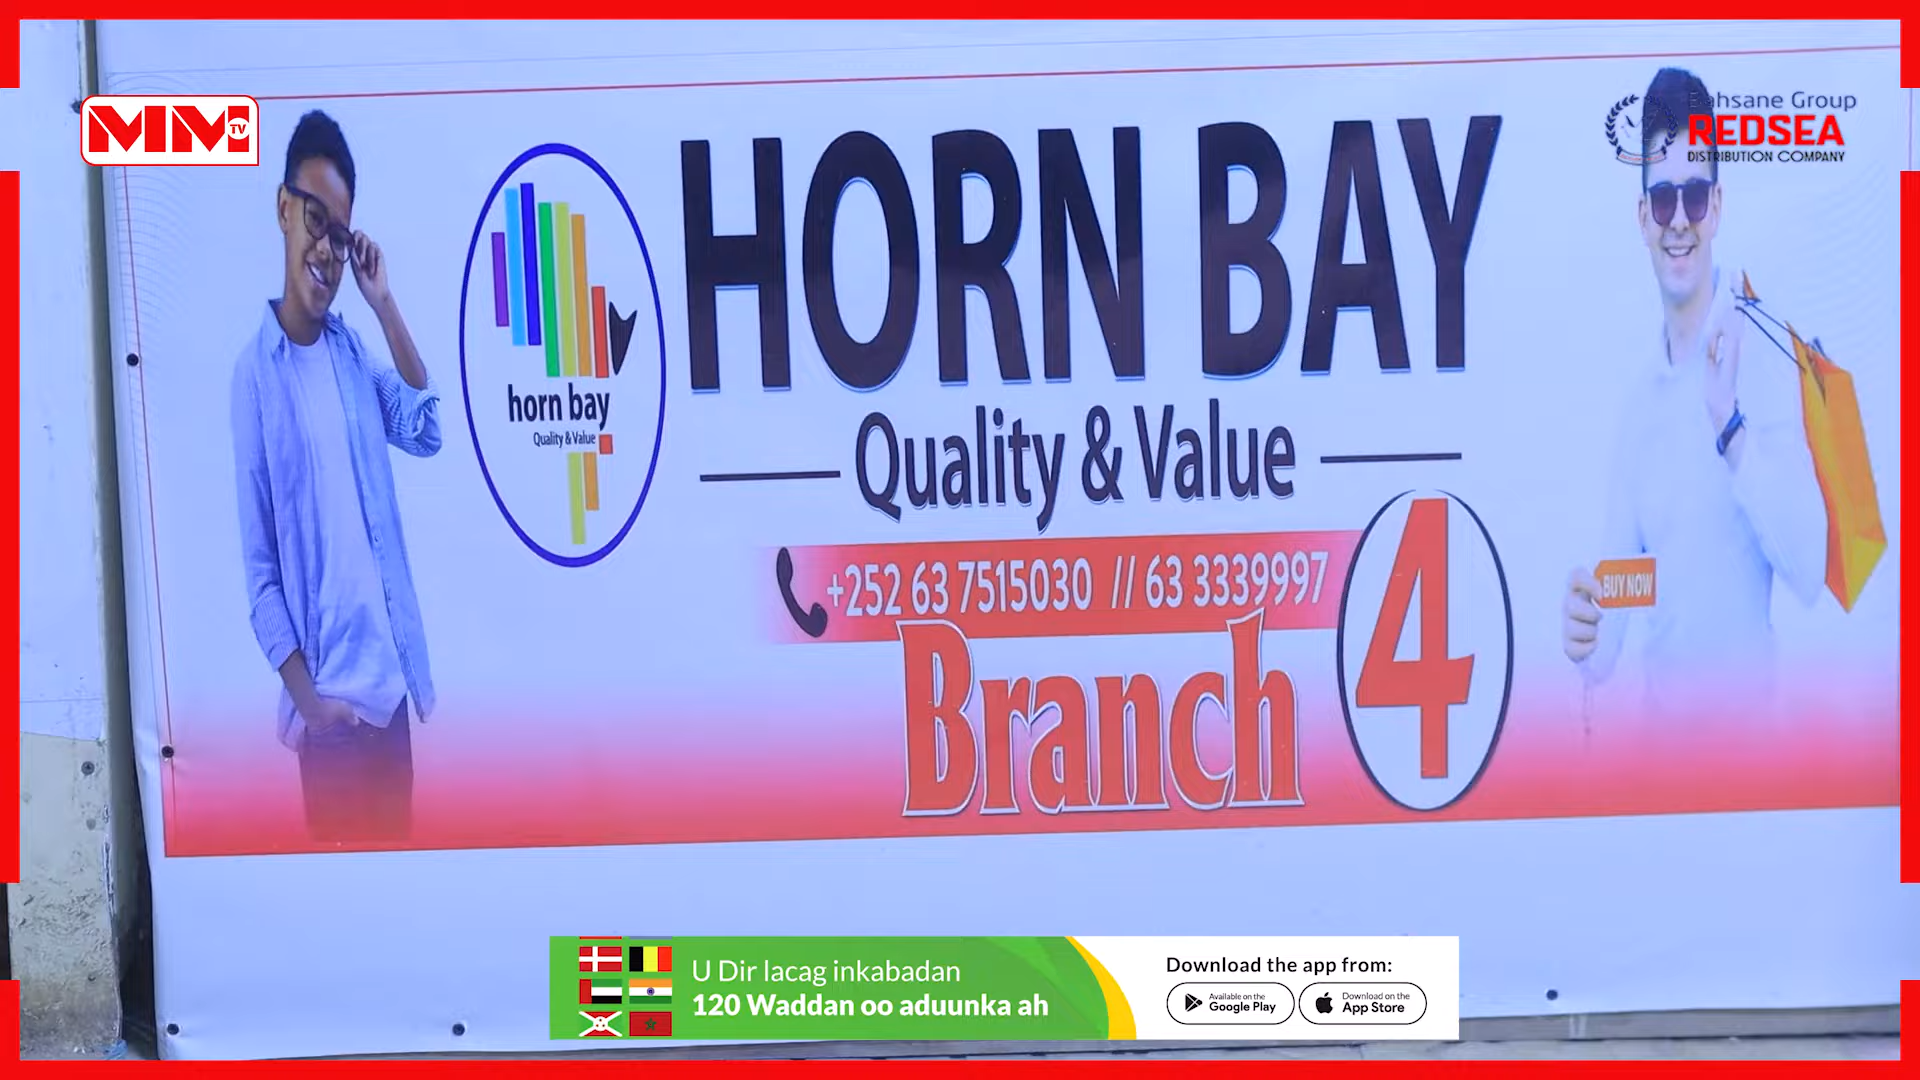 MM TV
Bahsane Group
REDSEA
DISTRIBUTION COMPANY
HORN BAY
Quality & Value
horn bay
Quality & Value
+252 63 7515030 // 63 3339997
BUY NOW
Branch 4
U Dir lacag inkabadan
120 Waddan oo aduunka ah
Download the app from:
Available on the
Google Play
Download on the
App Store